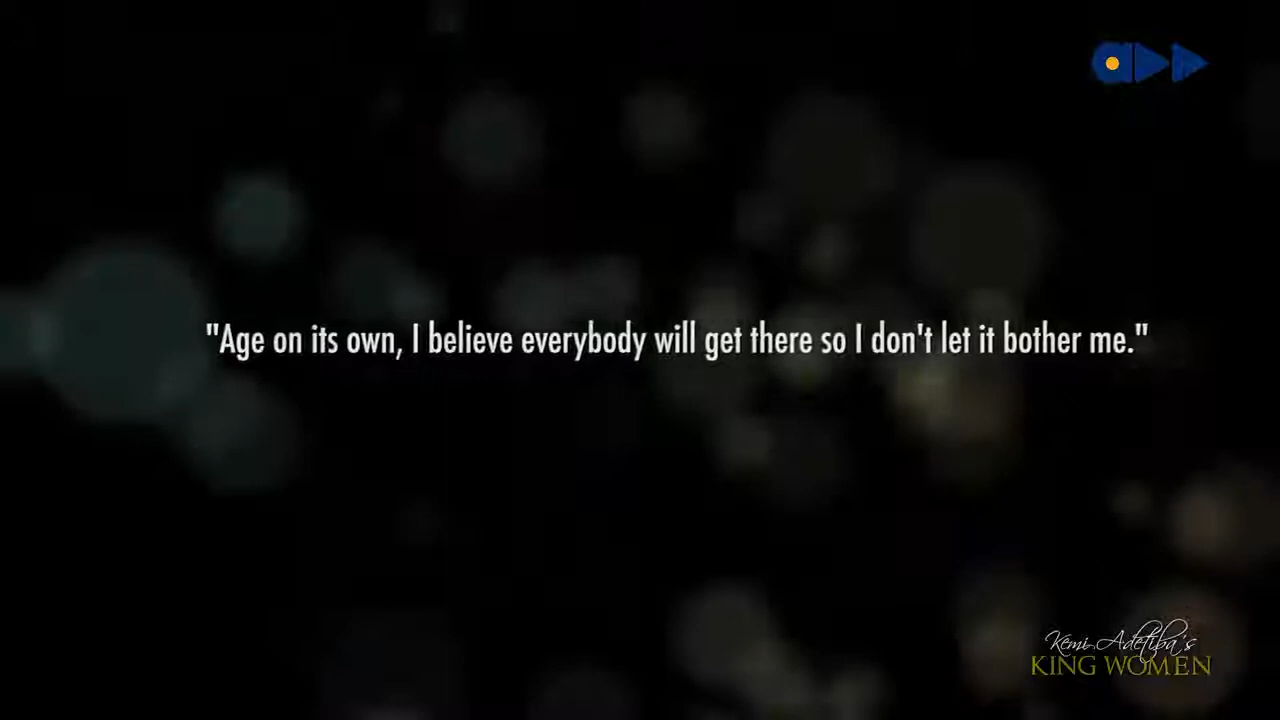 "Age on its own, I believe everybody will get there so I don't let it bother me."
Kemi Adetiba's
KING WOMEN